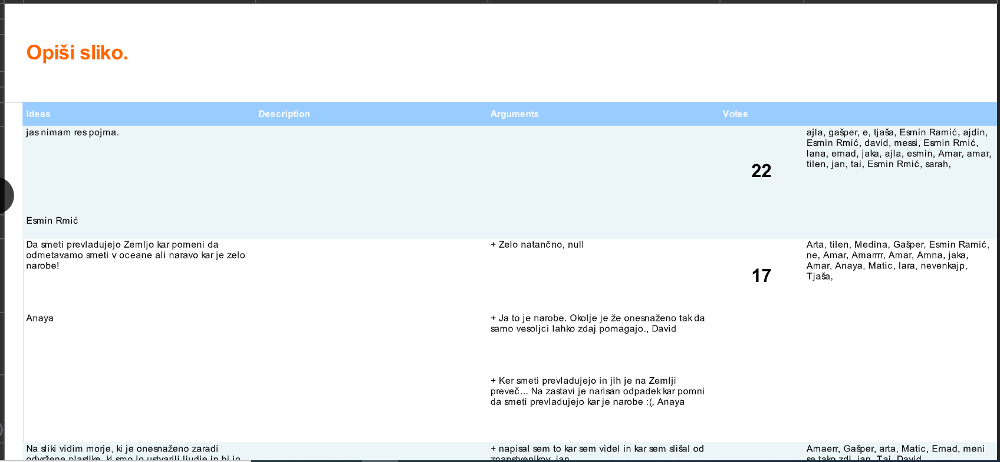 Opiši sliko.
Ideas Description Arguments Votes
jas nimam res pojma.
ajla, gašper, e, tjaša, Esmin Ramić, ajdin,
Esmin Rmić, david, messi, Esmin Rmić,
lana, emad, jaka, ajla, esmin, Amar, amar,
tilen, jan, tai, Esmin Rmić, sarah,
22
Esmin Rmić
Da smeti prevladujejo Zemljo kar pomeni da
odmetavamo smeti v oceane ali naravo kar je zelo
narobe!
+ Zelo natančno, null
Arta, tilen, Medina, Gašper, Esmin Ramić,
ne, Amar, Amarrrr, Amar, Amna, jaka,
Amar, Anaya, Matic, lara, nevenkajp,
Tjaša,
17
Anaya
+ Ja to je narobe. Okolje je že onesnaženo tak da
samo vesoljci lahko zdaj pomagajo., David
+ Ker smeti prevladujejo in jih je na Zemlji
preveč... Na zastavi je narisan odpadek kar pomni
da smeti prevladujejo kar je narobe :(, Anaya
Na sliki vidim morje, ki je onesnaženo zaradi
odvržene plastike, ki smo jo ustvarili ljudje in bi jo
+ napisal sem to kar sem videl in kar sem slišal od
znanstvenikov, jan
Amaerr, Gašper, arta, Matic, Emad, meni
se tako zdi, jan, Tai, David